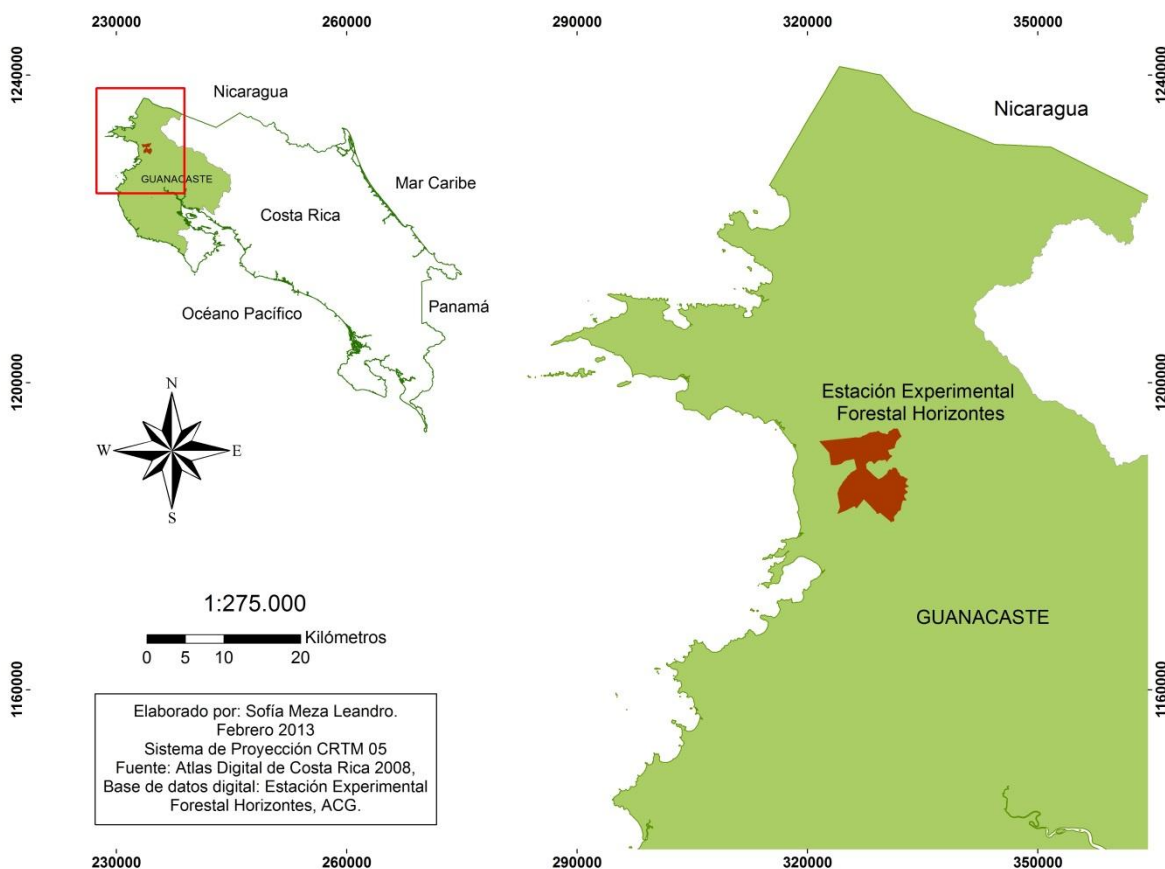 230000
260000
290000
320000
350000
1240000
1240000
Nicaragua
Nicaragua
GUANACASTE
Mar Caribe
Costa Rica
Océano Pacífico
Panamá
1200000
1200000
N
W
E
S
Estación Experimental
Forestal Horizontes
1:275.000
Kilómetros
0 5 10 20
GUANACASTE
1160000
1160000
Elaborado por: Sofía Meza Leandro.
Febrero 2013
Sistema de Proyección CRTM 05
Fuente: Atlas Digital de Costa Rica 2008,
Base de datos digital: Estación Experimental
Forestal Horizontes, ACG.
230000
260000
290000
320000
350000